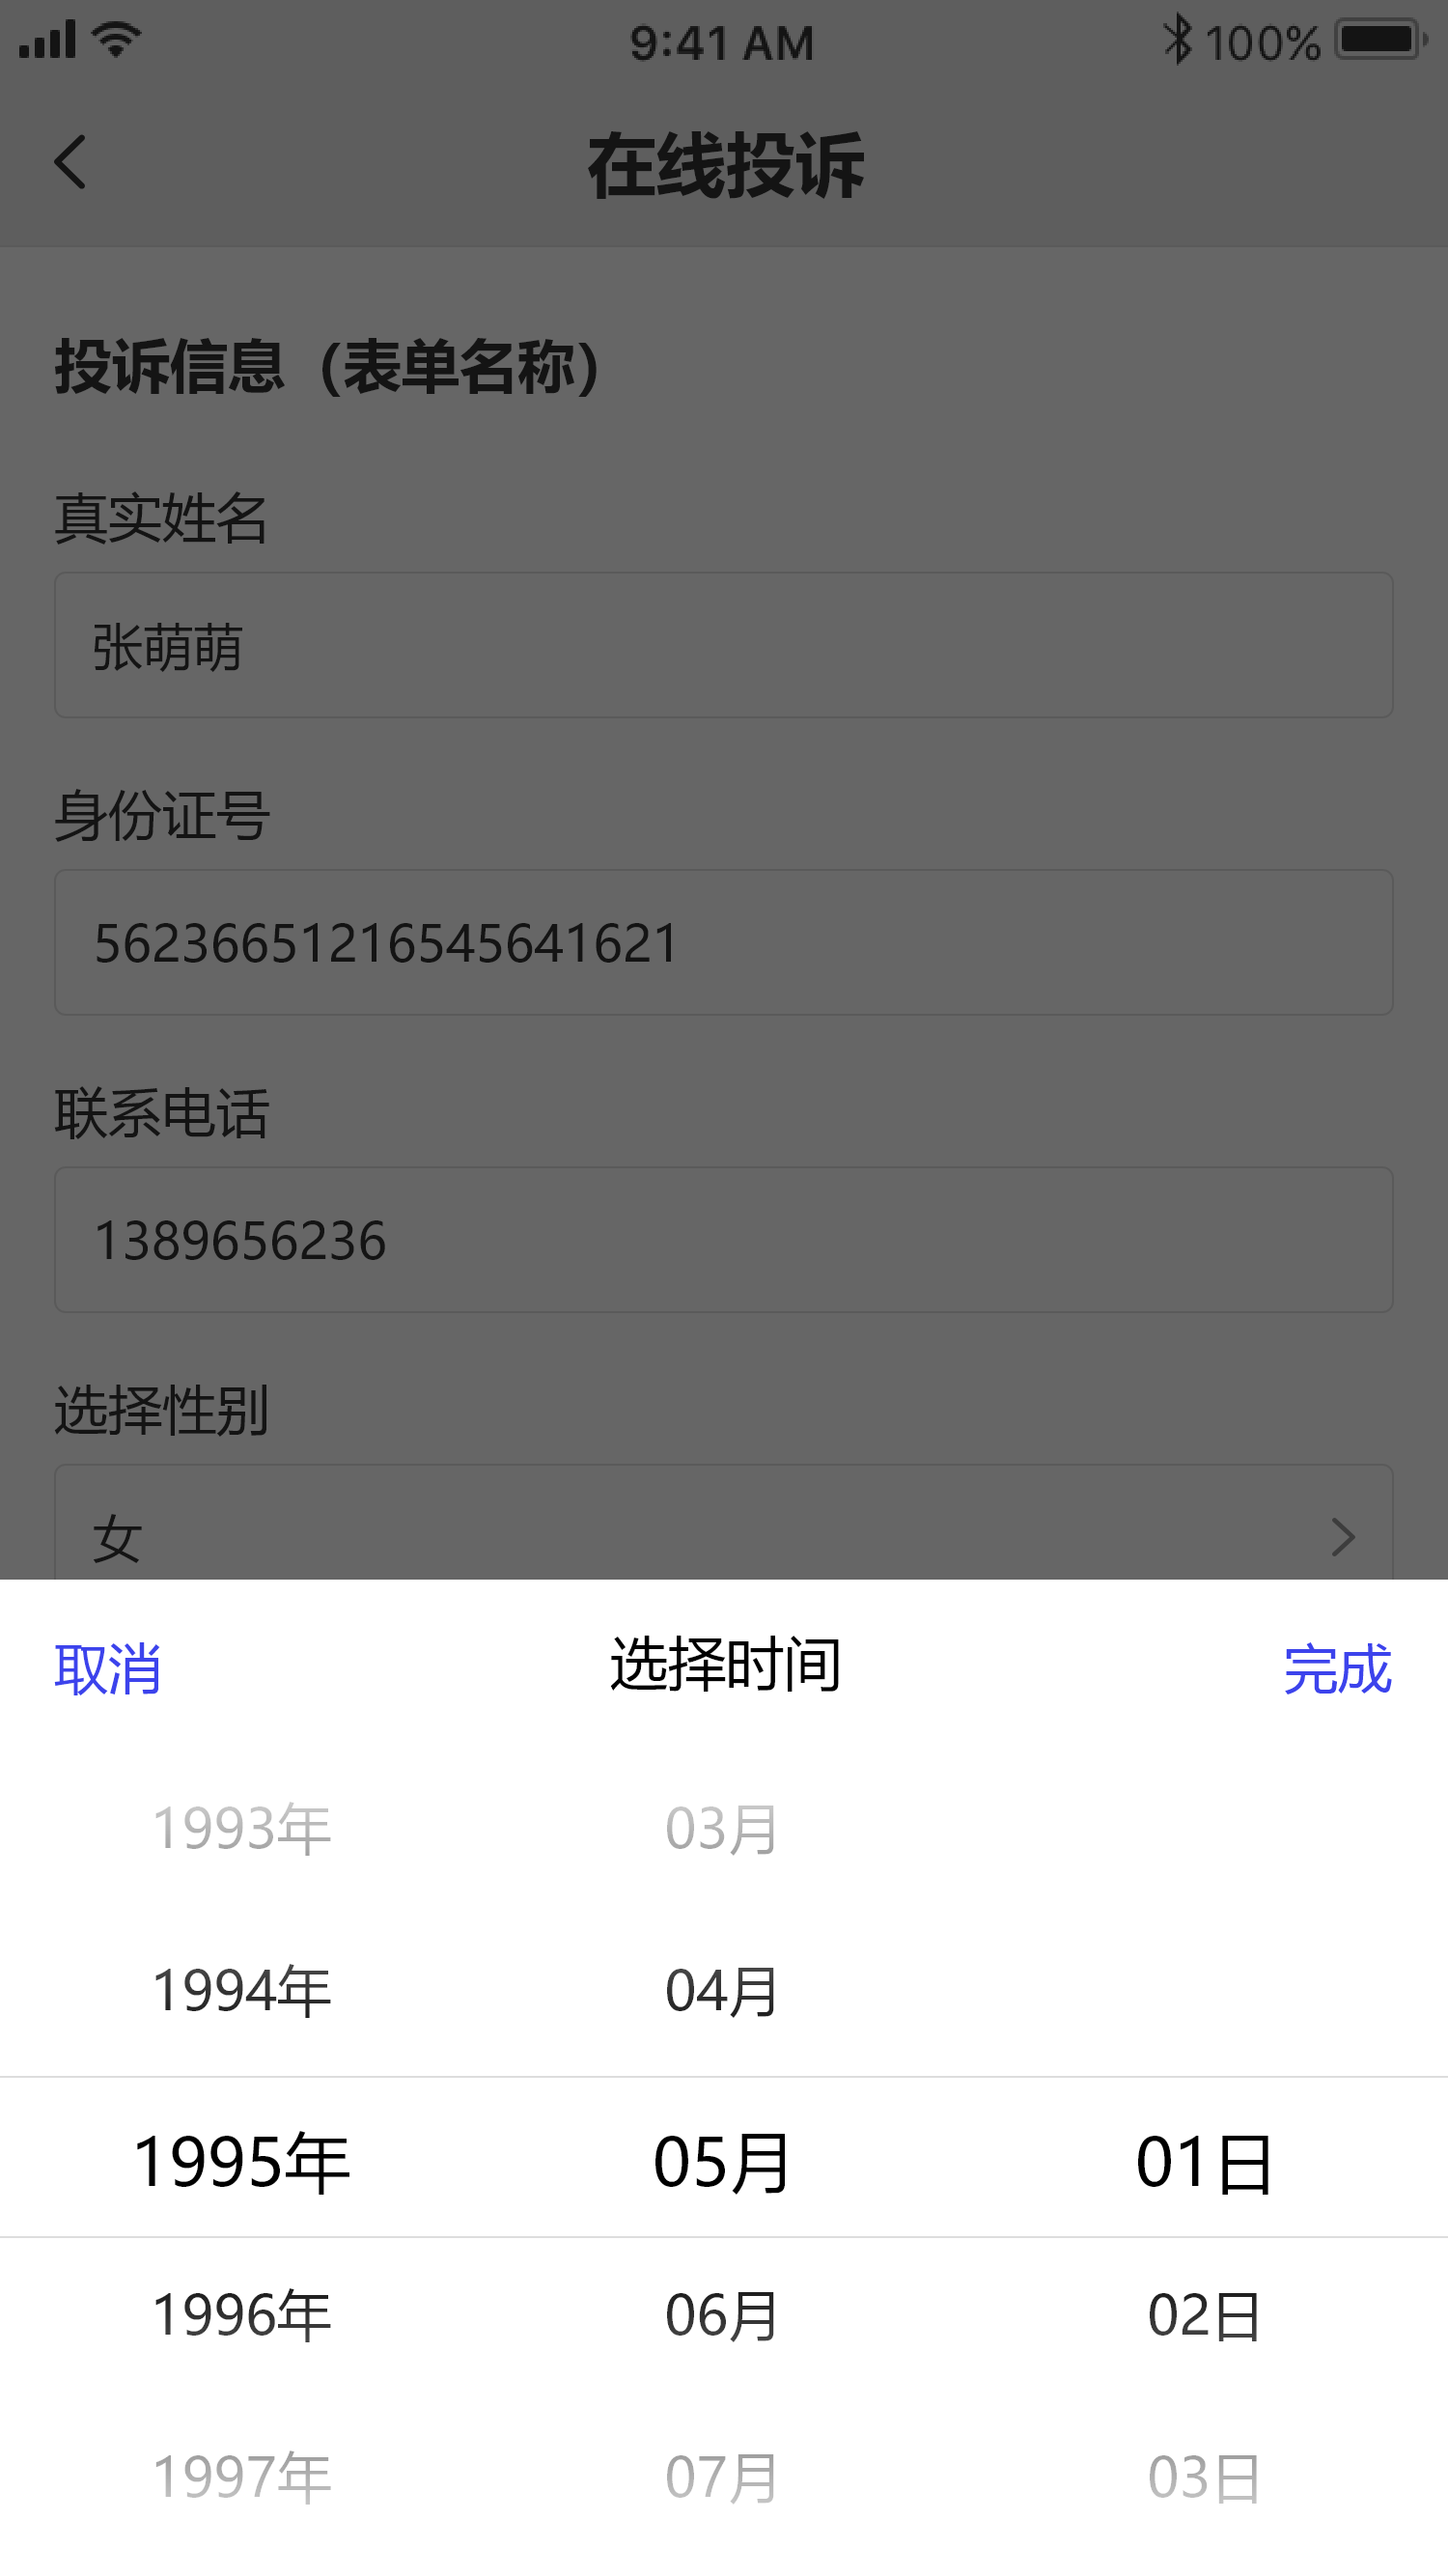 9:41 AM 100%
在线投诉
投诉信息（表单名称）
真实姓名
张萌萌
身份证号
56236651216545641621
联系电话
1389656236
选择性别
女
取消 选择时间 完成
1993年 03月
1994年 04月
1995年 05月 01日
1996年 06月 02日
1997年 07月 03日